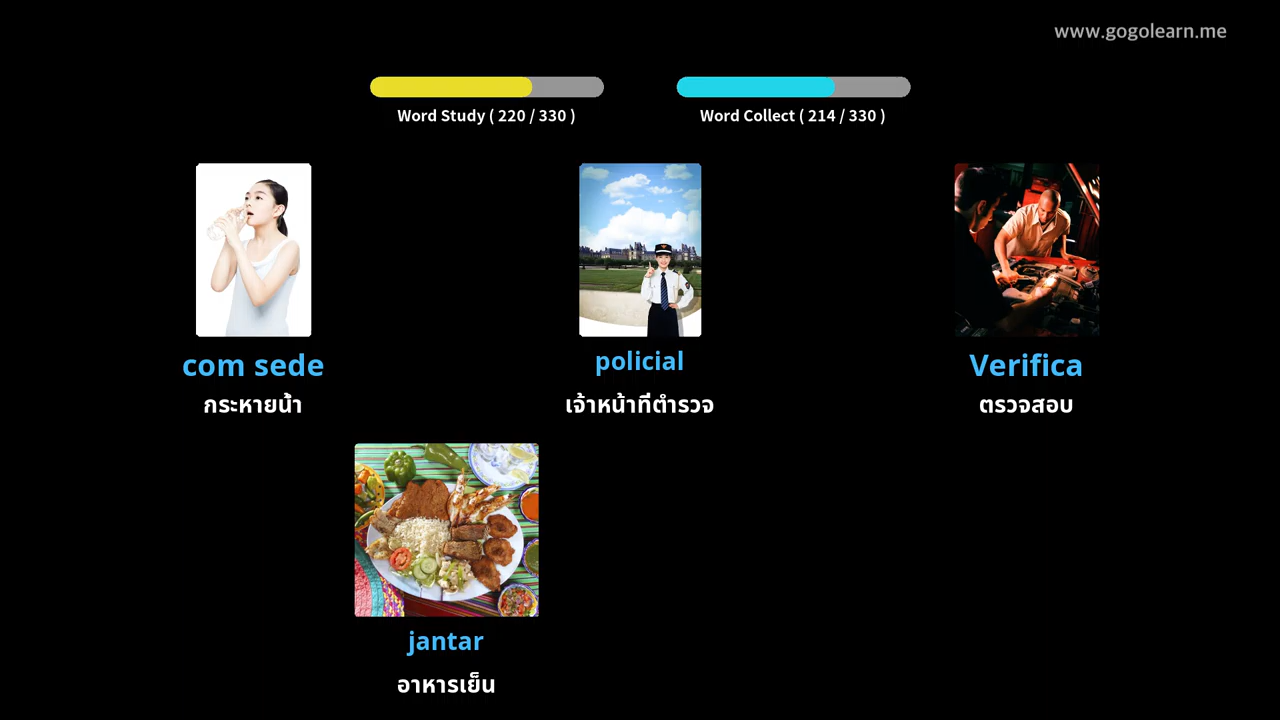 www.gogolearn.me
Word Study ( 220 / 330 )
Word Collect ( 214 / 330 )
com sede
กระหายน้ำ
policial
เจ้าหน้าที่ตำรวจ
Verifica
ตรวจสอบ
jantar
อาหารเย็น